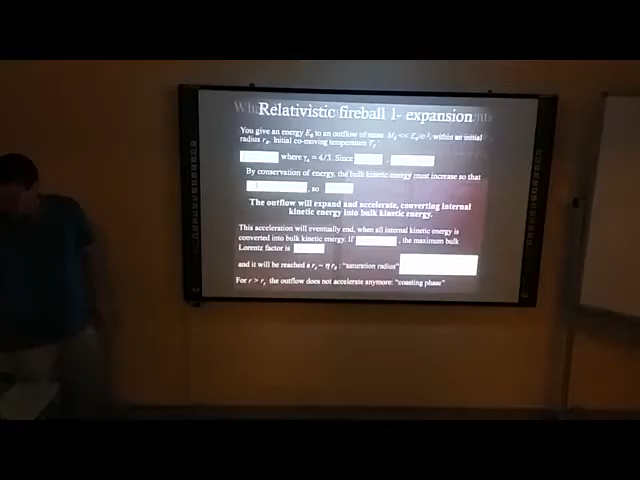 Relativistic fireball 1- expansion
You give an energy E₀ to an outflow of mass M₀ << E₀/c², within an initial
radius r₀. Initial co-moving temperature T₀
where γₐ = 4/3. Since ,
By conservation of energy, the bulk kinetic energy must increase so that
, so
The outflow will expand and accelerate, converting internal
kinetic energy into bulk kinetic energy.
This acceleration will eventually end, when all internal kinetic energy is
converted into bulk kinetic energy. If , the maximum bulk
Lorentz factor is
and it will be reached a rₛ ~ η r₀ : "saturation radius"
For r > rₛ the outflow does not accelerate anymore: "coasting phase"